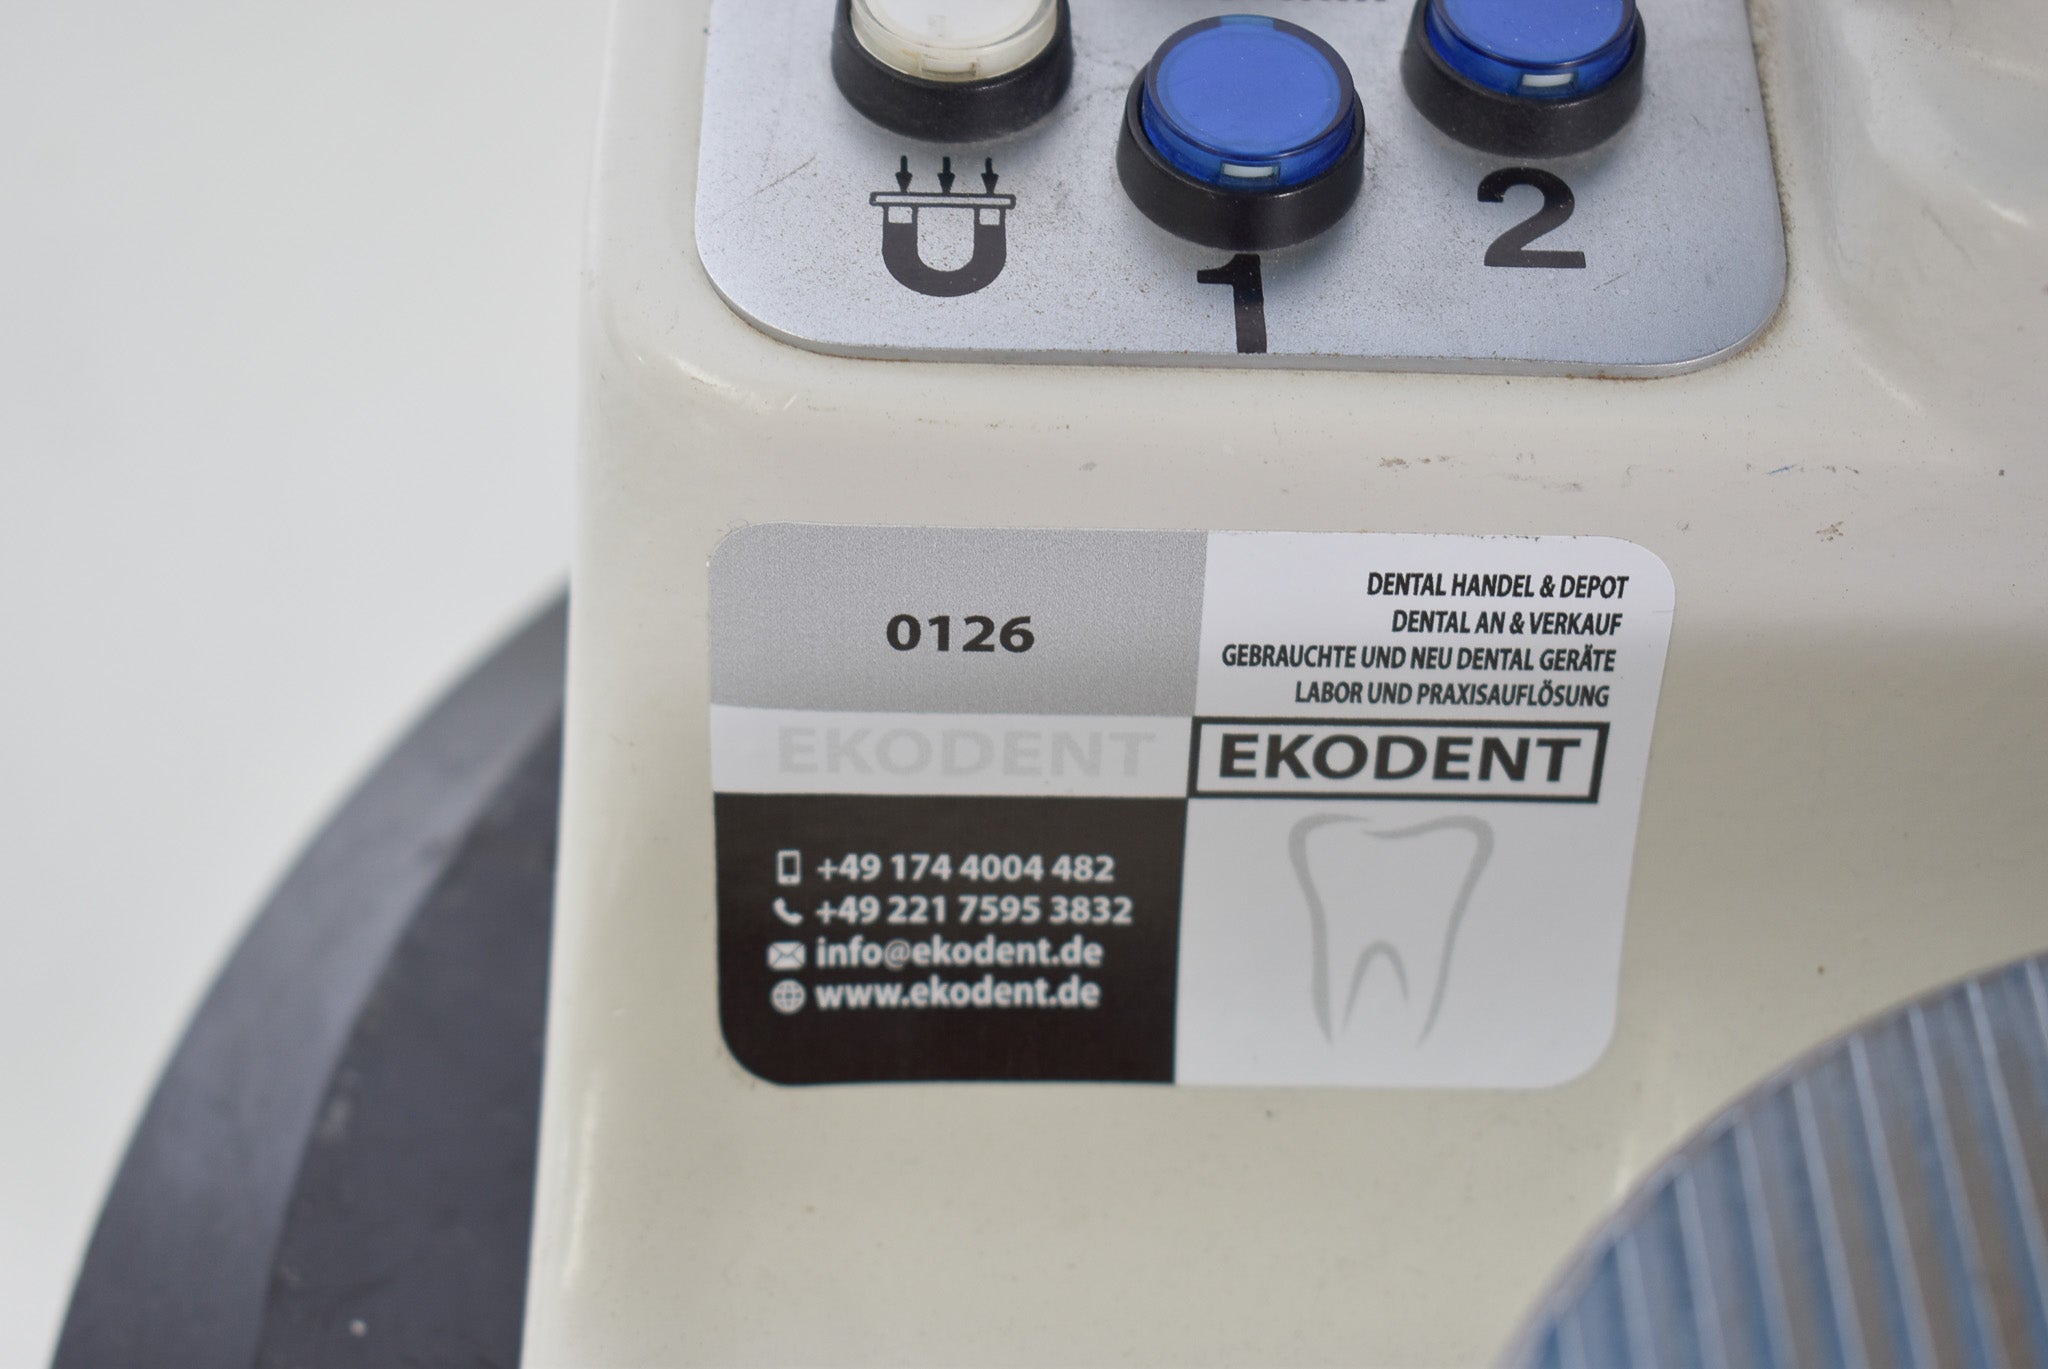 1
2
0126
DENTAL HANDEL & DEPOT
DENTAL AN & VERKAUF
GEBRAUCHTE UND NEU DENTAL GERÄTE
LABOR UND PRAXISAUFLÖSUNG
EKODENT
EKODENT
+49 174 4004 482
+49 221 7595 3832
info@ekodent.de
www.ekodent.de